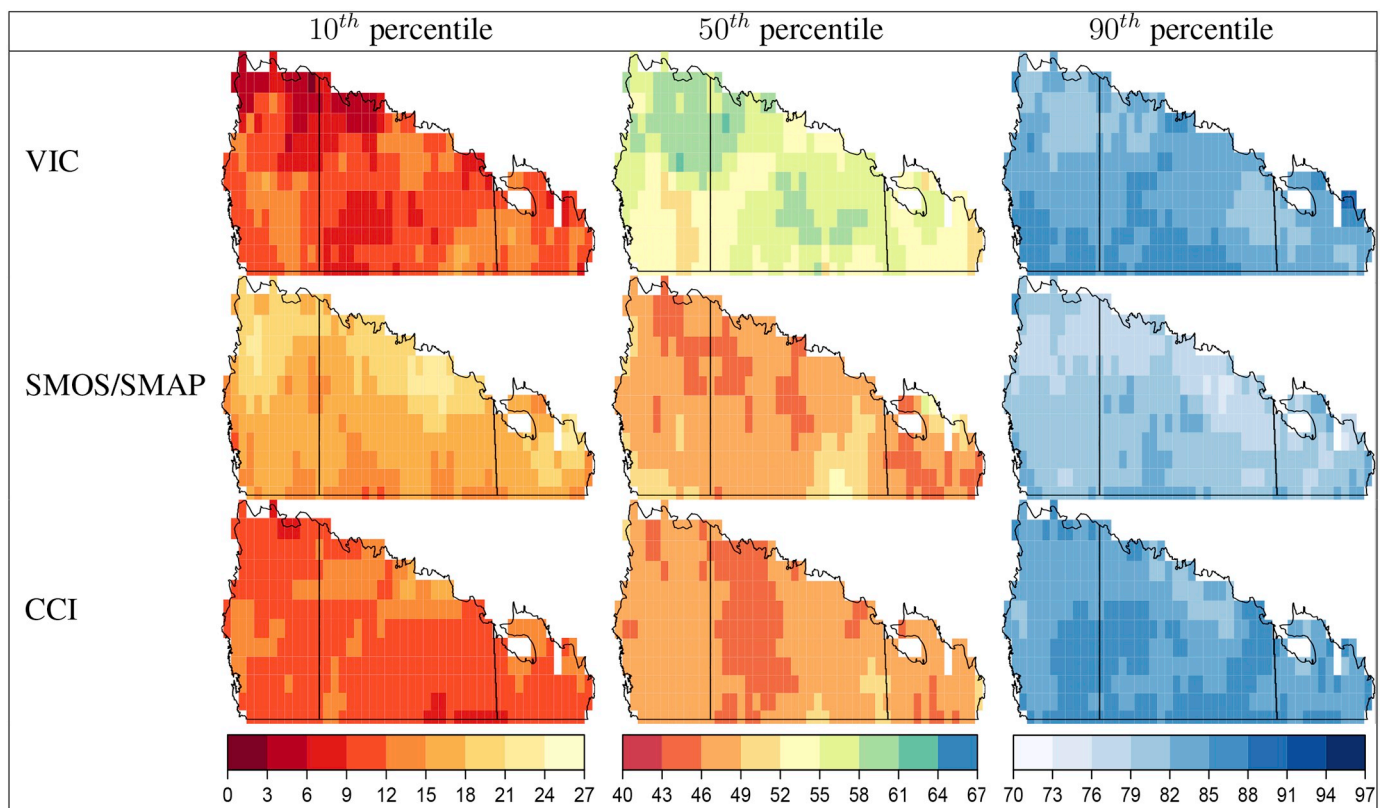 10th percentile 50th percentile 90th percentile
VIC
SMOS/SMAP
CCI
0 3 6 9 12 15 18 21 24 27 40 43 46 49 52 55 58 61 64 67 70 73 76 79 82 85 88 91 94 97